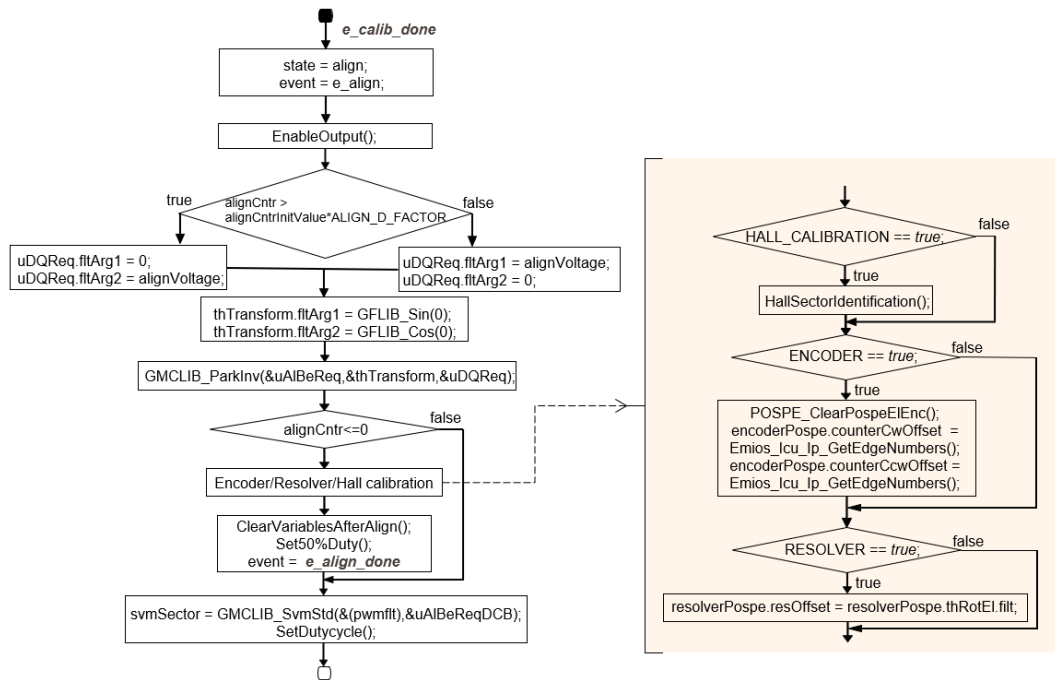 e_calib_done
state = align;
event = e_align;
EnableOutput();
true
alignCntr >
alignCntrInitValue*ALIGN_D_FACTOR
false
uDQReq.fltArg1 = 0;
uDQReq.fltArg2 = alignVoltage;
uDQReq.fltArg1 = alignVoltage;
uDQReq.fltArg2 = 0;
thTransform.fltArg1 = GFLIB_Sin(0);
thTransform.fltArg2 = GFLIB_Cos(0);
GMCLIB_ParkInv(&uAlBeReq,&thTransform,&uDQReq);
alignCntr<=0
false
Encoder/Resolver/Hall calibration
ClearVariablesAfterAlign();
Set50%Duty();
event = e_align_done
svmSector = GMCLIB_SvmStd(&(pwmflt),&uAlBeReqDCB);
SetDutycycle();
HALL_CALIBRATION == true;
false
true
HallSectorIdentification();
ENCODER == true;
false
true
POSPE_ClearPospeElEnc();
encoderPospe.counterCwOffset =
Emios_Icu_Ip_GetEdgeNumbers();
encoderPospe.counterCcwOffset =
Emios_Icu_Ip_GetEdgeNumbers();
RESOLVER == true;
false
true
resolverPospe.resOffset = resolverPospe.thRotEl.filt;